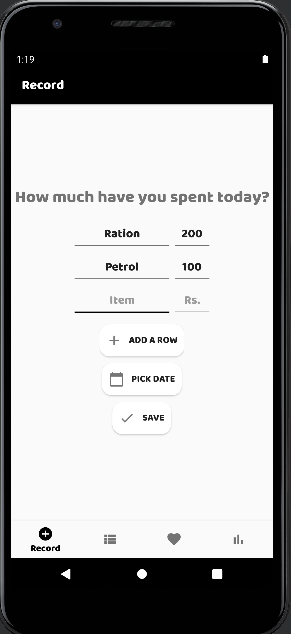 1:19
Record
How much have you spent today?
Ration 200
Petrol 100
Item Rs.
ADD A ROW
PICK DATE
SAVE
Record